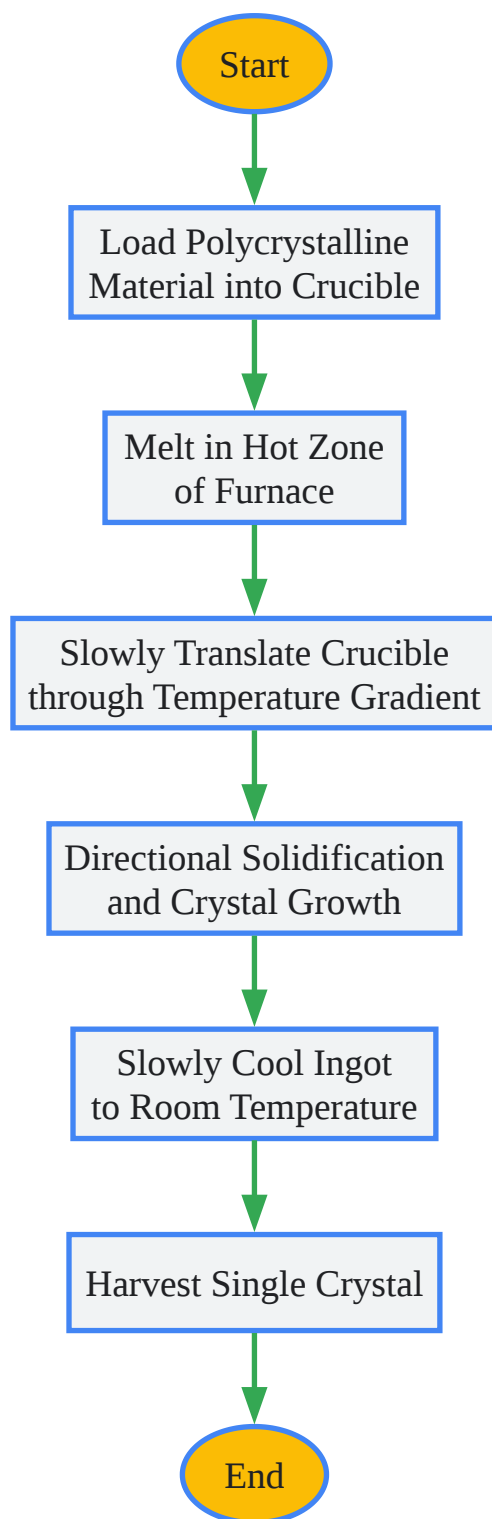 Start
Load Polycrystalline
Material into Crucible
Melt in Hot Zone
of Furnace
Slowly Translate Crucible
through Temperature Gradient
Directional Solidification
and Crystal Growth
Slowly Cool Ingot
to Room Temperature
Harvest Single Crystal
End